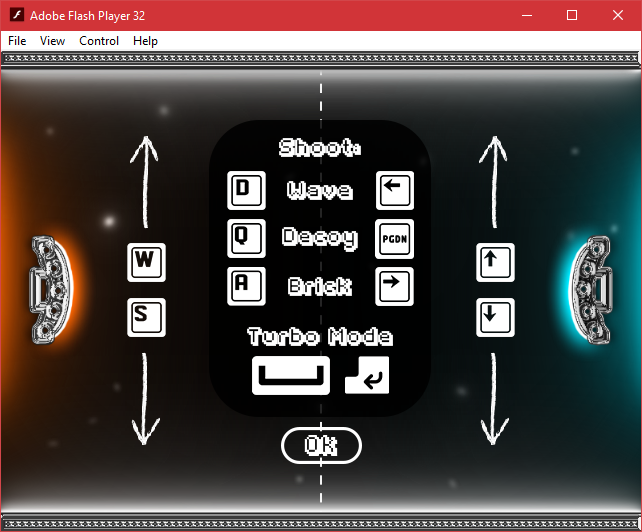 Adobe Flash Player 32
File View Control Help
Shoot:
D Wave ←
Q Decoy PGDN
A Brick →
W ↑
S ↓
Turbo Mode
Ok